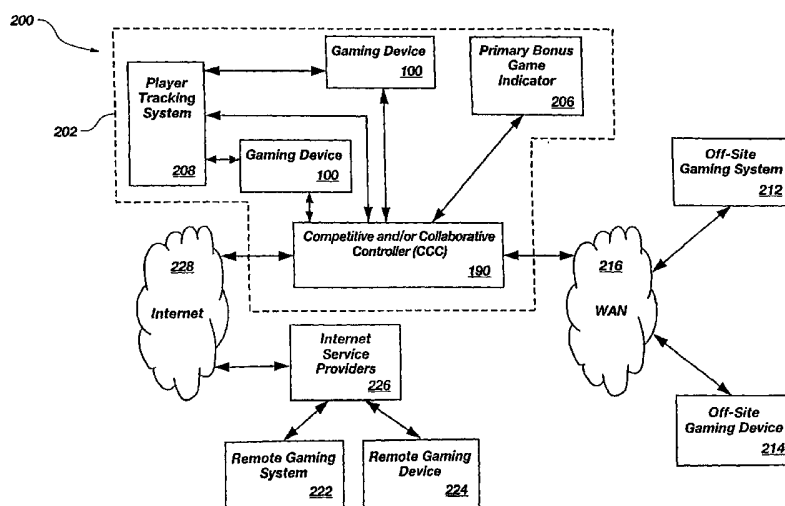 200
202
Player
Tracking
System
208
Gaming Device
100
Gaming Device
100
Primary Bonus
Game
Indicator
206
Competitive and/or Collaborative
Controller (CCC)
190
Off-Site
Gaming System
212
228
Internet
216
WAN
Internet
Service
Providers
226
Off-Site
Gaming Device
214
Remote Gaming
System
222
Remote Gaming
Device
224